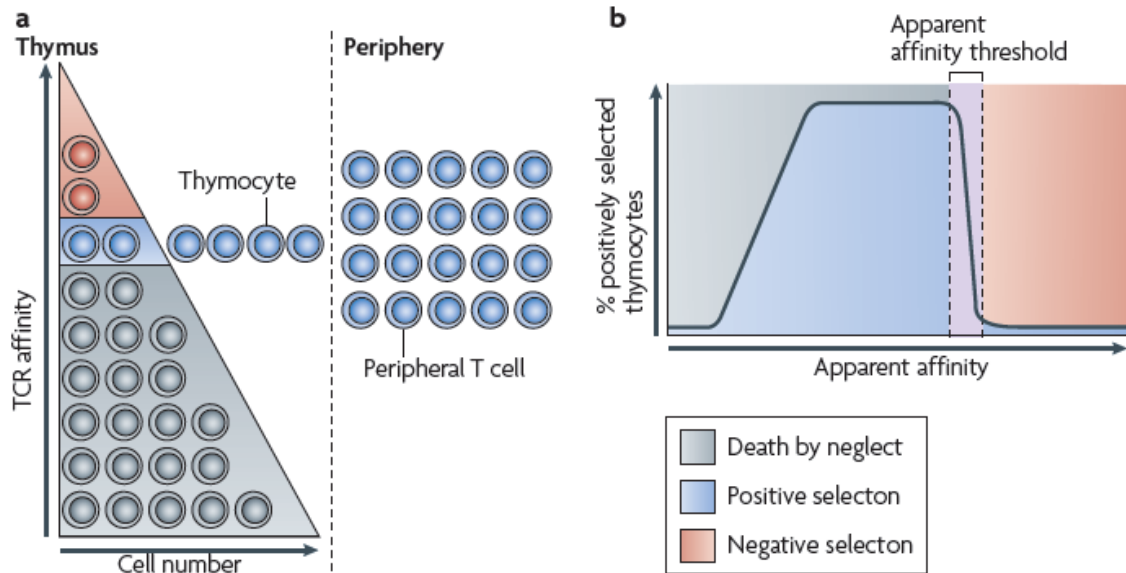 a
Thymus
Periphery
Thymocyte
TCR affinity
Peripheral T cell
Cell number
b
Apparent
affinity threshold
% positively selected
thymocytes
Apparent affinity
Death by neglect
Positive selecton
Negative selecton